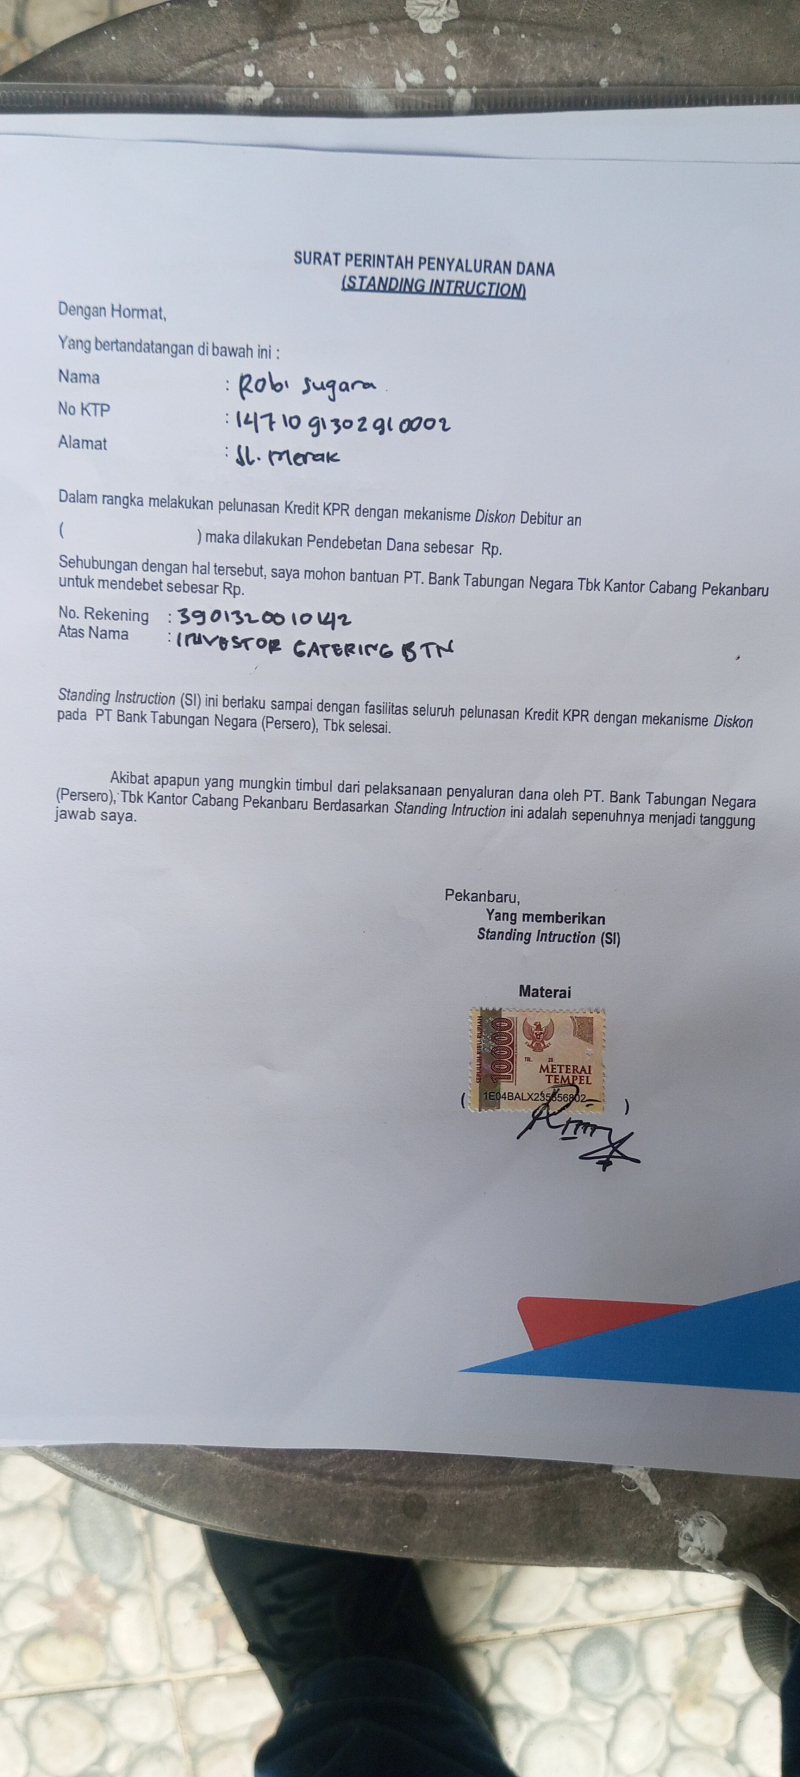 SURAT PERINTAH PENYALURAN DANA
(STANDING INTRUCTION)
Dengan Hormat,
Yang bertandatangan di bawah ini :
Nama : Robi Sugara
No KTP : 1471091302910002
Alamat : Jl. Merak
Dalam rangka melakukan pelunasan Kredit KPR dengan mekanisme Diskon Debitur an
( ) maka dilakukan Pendebetan Dana sebesar Rp.
Sehubungan dengan hal tersebut, saya mohon bantuan PT. Bank Tabungan Negara Tbk Kantor Cabang Pekanbaru
untuk mendebet sebesar Rp.
No. Rekening : 390132001042
Atas Nama : INVESTOR CATERING BTN
Standing Instruction (SI) ini berlaku sampai dengan fasilitas seluruh pelunasan Kredit KPR dengan mekanisme Diskon
pada PT Bank Tabungan Negara (Persero), Tbk selesai.
Akibat apapun yang mungkin timbul dari pelaksanaan penyaluran dana oleh PT. Bank Tabungan Negara
(Persero), Tbk Kantor Cabang Pekanbaru Berdasarkan Standing Intruction ini adalah sepenuhnya menjadi tanggung
jawab saya.
Pekanbaru,
Yang memberikan
Standing Intruction (SI)
Materai
10000
METERAI
TEMPEL
( )